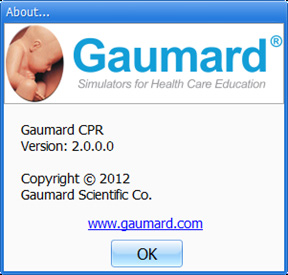 About...
Gaumard®
Simulators for Health Care Education
Gaumard CPR
Version: 2.0.0.0
Copyright © 2012
Gaumard Scientific Co.
www.gaumard.com
OK